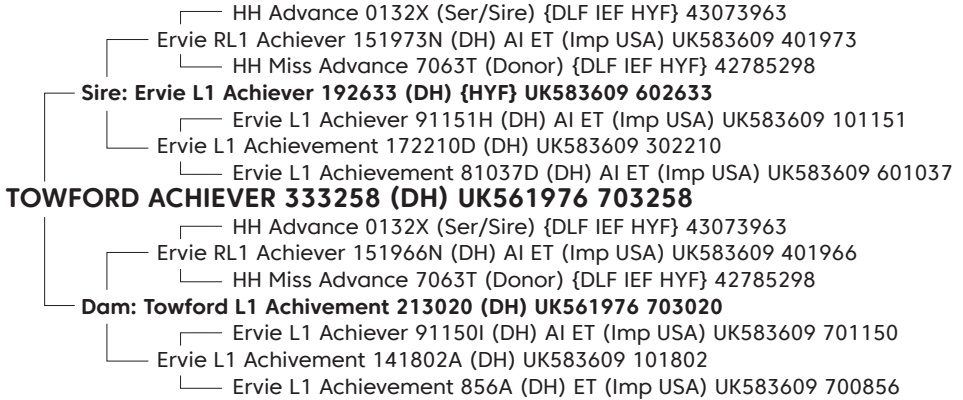 HH Advance 0132X (Ser/Sire) {DLF IEF HYF} 43073963
Ervie RL1 Achiever 151973N (DH) AI ET (Imp USA) UK583609 401973
HH Miss Advance 7063T (Donor) {DLF IEF HYF} 42785298
Sire: Ervie L1 Achiever 192633 (DH) {HYF} UK583609 602633
Ervie L1 Achiever 91151H (DH) AI ET (Imp USA) UK583609 101151
Ervie L1 Achievement 172210D (DH) UK583609 302210
Ervie L1 Achievement 81037D (DH) AI ET (Imp USA) UK583609 601037
TOWFORD ACHIEVER 333258 (DH) UK561976 703258
HH Advance 0132X (Ser/Sire) {DLF IEF HYF} 43073963
Ervie RL1 Achiever 151966N (DH) AI ET (Imp USA) UK583609 401966
HH Miss Advance 7063T (Donor) {DLF IEF HYF} 42785298
Dam: Towford L1 Achivement 213020 (DH) UK561976 703020
Ervie L1 Achiever 91150I (DH) AI ET (Imp USA) UK583609 701150
Ervie L1 Achivement 141802A (DH) UK583609 101802
Ervie L1 Achievement 856A (DH) ET (Imp USA) UK583609 700856